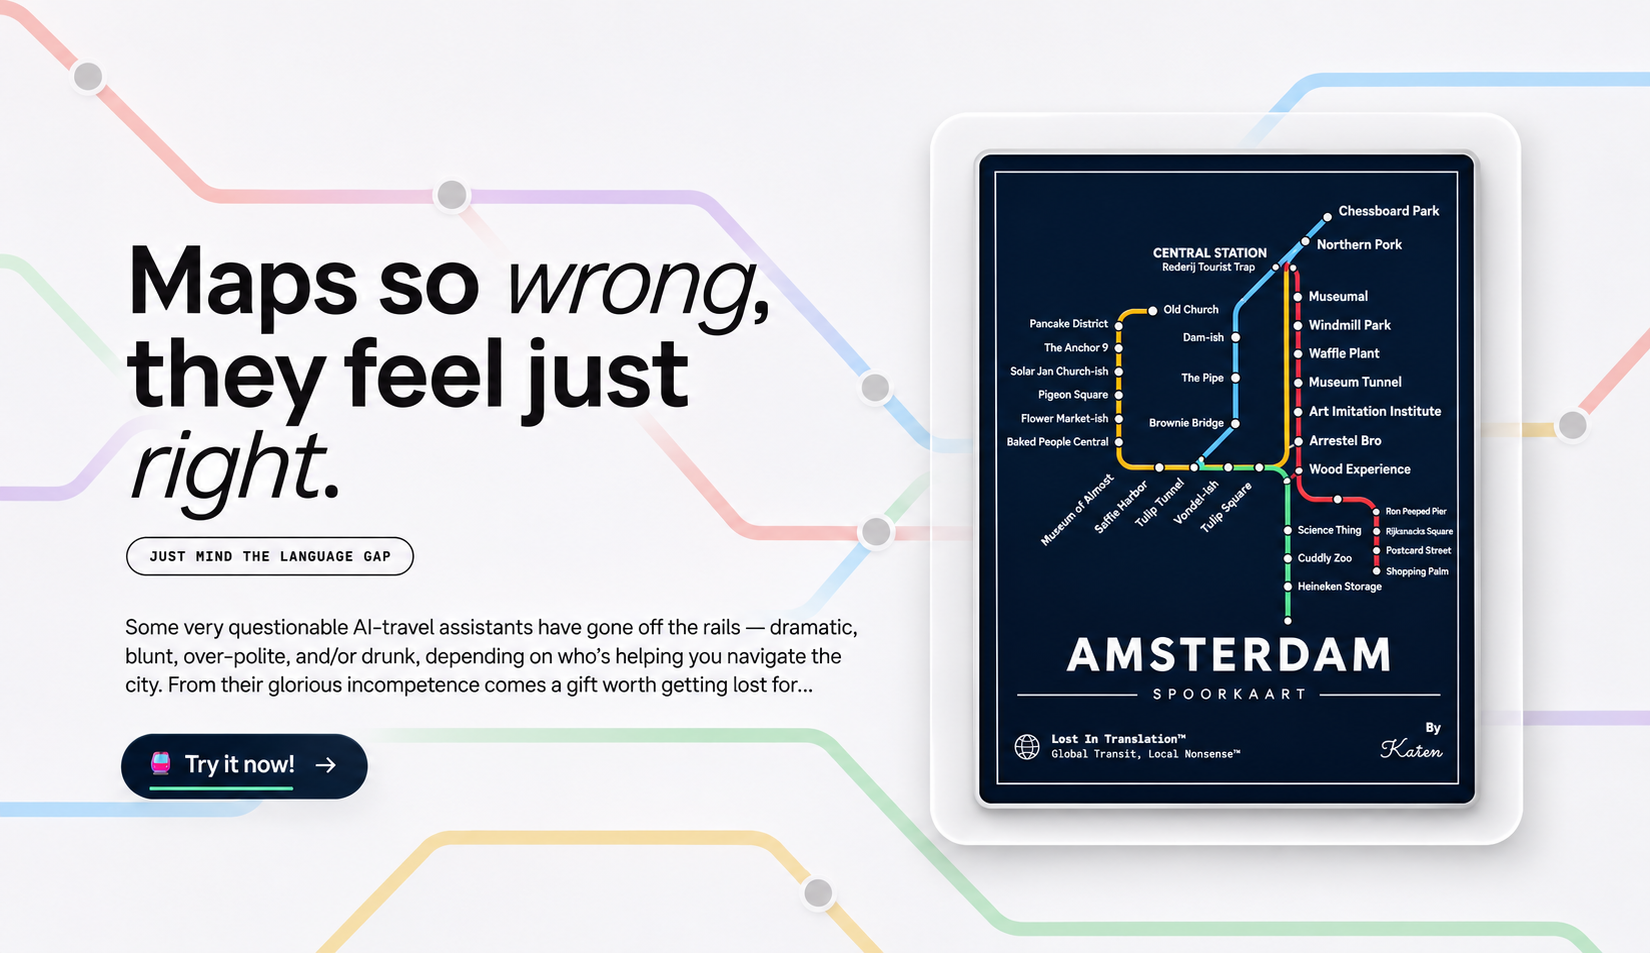 Maps so wrong,
they feel just
right.
JUST MIND THE LANGUAGE GAP
Some very questionable AI-travel assistants have gone off the rails — dramatic,
blunt, over-polite, and/or drunk, depending on who's helping you navigate the
city. From their glorious incompetence comes a gift worth getting lost for...
Try it now! →
Chessboard Park
Northern Pork
CENTRAL STATION
Rederij Tourist Trap
Museumal
Windmill Park
Waffle Plant
Museum Tunnel
Art Imitation Institute
Arrestel Bro
Wood Experience
Old Church
Pancake District
The Anchor 9
Solar Jan Church-ish
Pigeon Square
Flower Market-ish
Baked People Central
Dam-ish
The Pipe
Brownie Bridge
Museum of Almost
Saffie Harbor
Tulip Tunnel
Vondel-ish
Tulip Square
Ron Peeped Pier
Rijksnacks Square
Postcard Street
Shopping Palm
Science Thing
Cuddly Zoo
Heineken Storage
AMSTERDAM
SPOORKAART
Lost In Translation™
Global Transit, Local Nonsense™
By
Katen